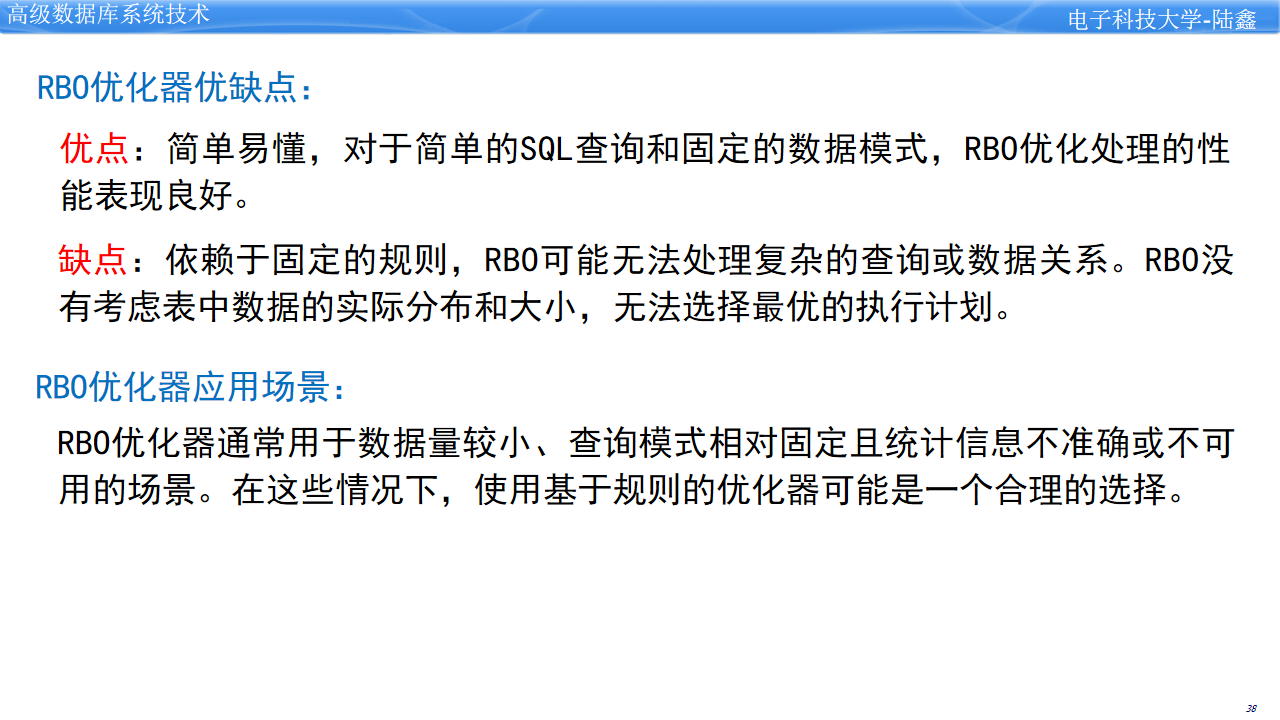 高级数据库系统技术
电子科技大学-陆鑫
RBO优化器优缺点：
优点：简单易懂，对于简单的SQL查询和固定的数据模式，RBO优化处理的性
能表现良好。
缺点：依赖于固定的规则，RBO可能无法处理复杂的查询或数据关系。RBO没
有考虑表中数据的实际分布和大小，无法选择最优的执行计划。
RBO优化器应用场景：
RBO优化器通常用于数据量较小、查询模式相对固定且统计信息不准确或不可
用的场景。在这些情况下，使用基于规则的优化器可能是一个合理的选择。
38